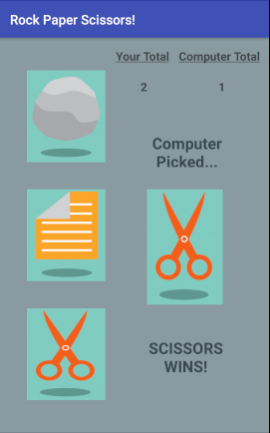 Rock Paper Scissors!
Your Total Computer Total
2 1
Computer
Picked...
SCISSORS
WINS!